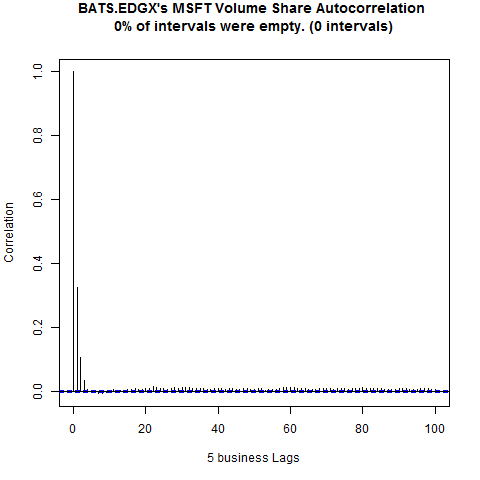 BATS.EDGX's MSFT Volume Share Autocorrelation
0% of intervals were empty. (0 intervals)
Correlation
1.0
0.8
0.6
0.4
0.2
0.0
0 20 40 60 80 100
5 business Lags